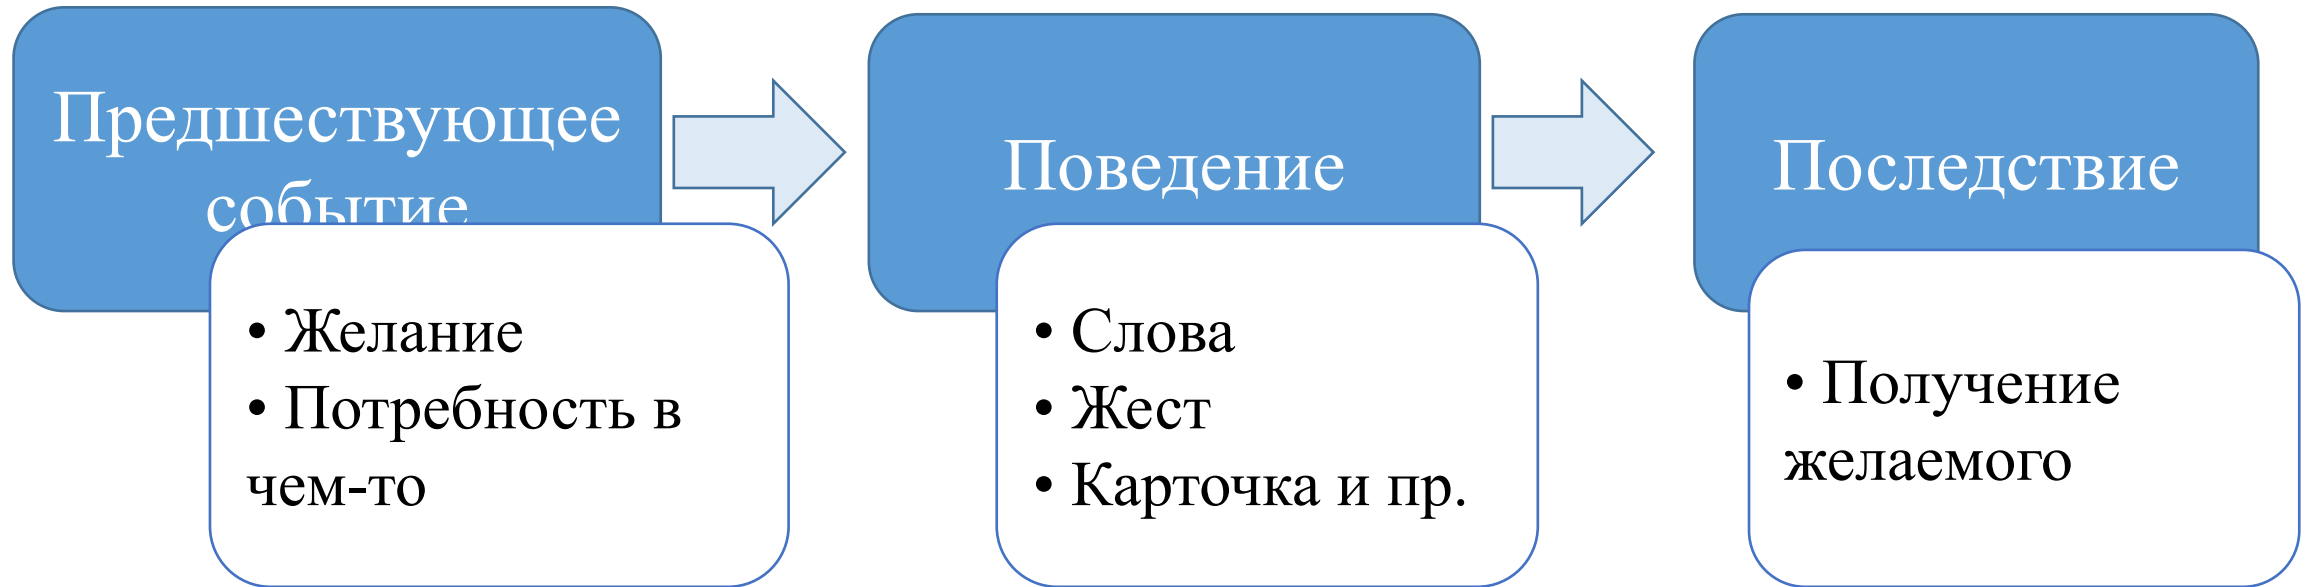 Предшествующее
событие
• Желание
• Потребность в
чем-то
Поведение
• Слова
• Жест
• Карточка и пр.
Последствие
• Получение
желаемого